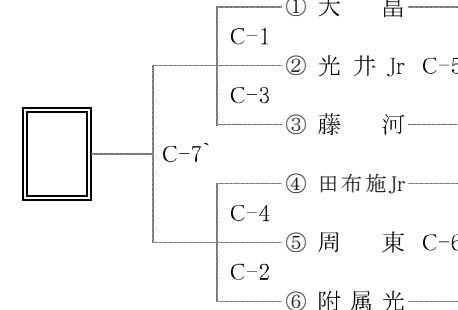 ① 大 畠
C-1
② 光 井 Jr C-5
C-3
③ 藤 河
C-7`
④ 田布施Jr
C-4
⑤ 周 東 C-6
C-2
⑥ 附 属 光